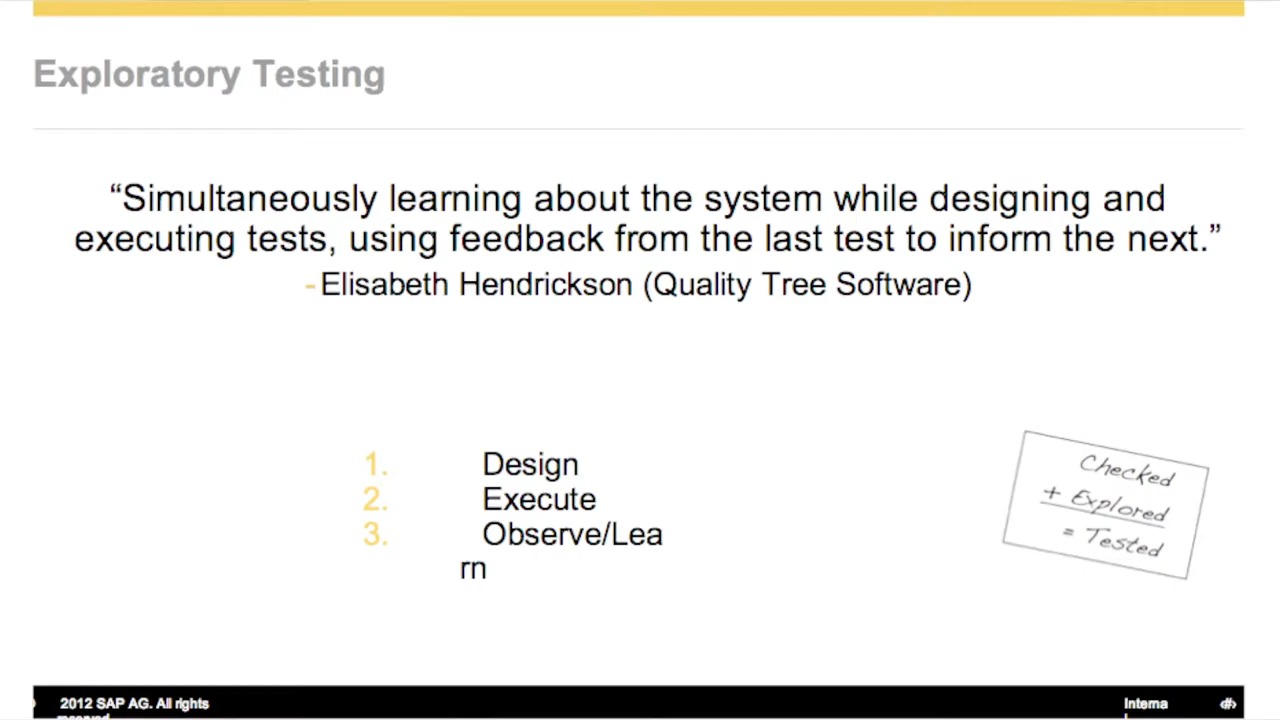 Exploratory Testing
“Simultaneously learning about the system while designing and
executing tests, using feedback from the last test to inform the next.”
-Elisabeth Hendrickson (Quality Tree Software)
1. Design
2. Execute
3. Observe/Lea
rn
Checked
+ Explored
= Tested
2012 SAP AG. All rights
reserved
Interna
l
‹#›